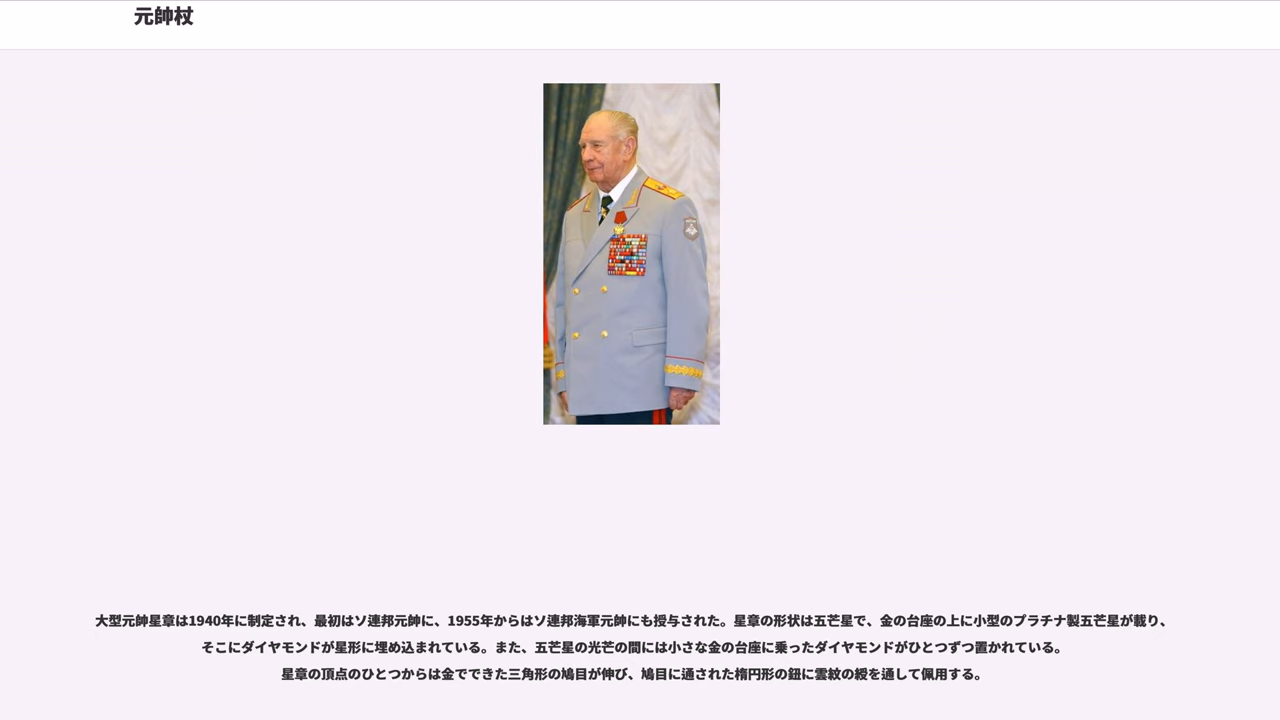 元帥杖
大型元帥星章は1940年に制定され、最初はソ連邦元帥に、1955年からはソ連邦海軍元帥にも授与された。星章の形状は五芒星で、金の台座の上に小型のプラチナ製五芒星が載り、
そこにダイヤモンドが星形に埋め込まれている。また、五芒星の光芒の間には小さな金の台座に乗ったダイヤモンドがひとつずつ置かれている。
星章の頂点のひとつからは金でできた三角形の鳩目が伸び、鳩目に通された楕円形の鈕に雲紋の綬を通して佩用する。